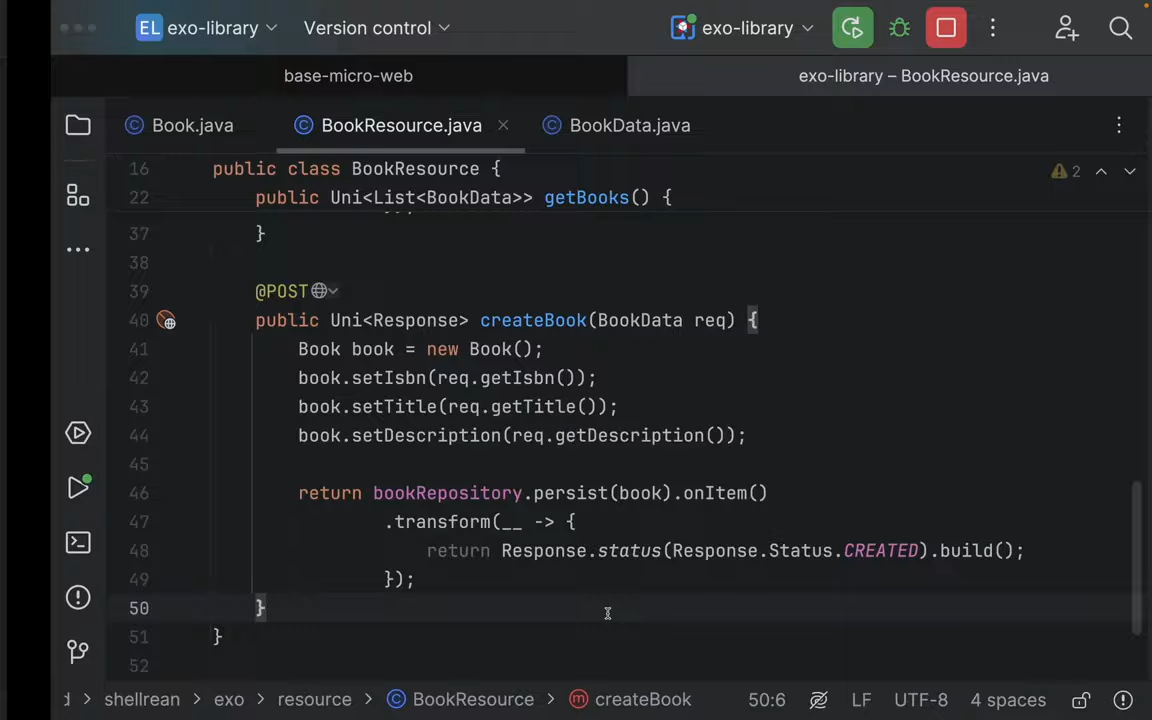 EL exo-library Version control exo-library
base-micro-web exo-library – BookResource.java
Book.java BookResource.java BookData.java
16 public class BookResource { 2
22 public Uni<List<BookData>> getBooks() {
37 }
38
39 @POST
40 public Uni<Response> createBook(BookData req) {
41 Book book = new Book();
42 book.setIsbn(req.getIsbn());
43 book.setTitle(req.getTitle());
44 book.setDescription(req.getDescription());
45
46 return bookRepository.persist(book).onItem()
47 .transform(__ -> {
48 return Response.status(Response.Status.CREATED).build();
49 });
50 }
51 }
52
d > shellrean > exo > resource > BookResource > createBook 50:6 LF UTF-8 4 spaces